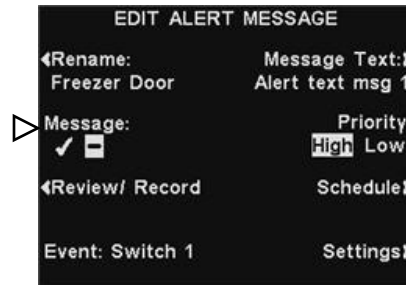 EDIT ALERT MESSAGE
Rename:
Freezer Door
Message Text:
Alert text msg 1
Message:
✓ –
Priority
High Low
Review/ Record
Schedule
Event: Switch 1
Settings